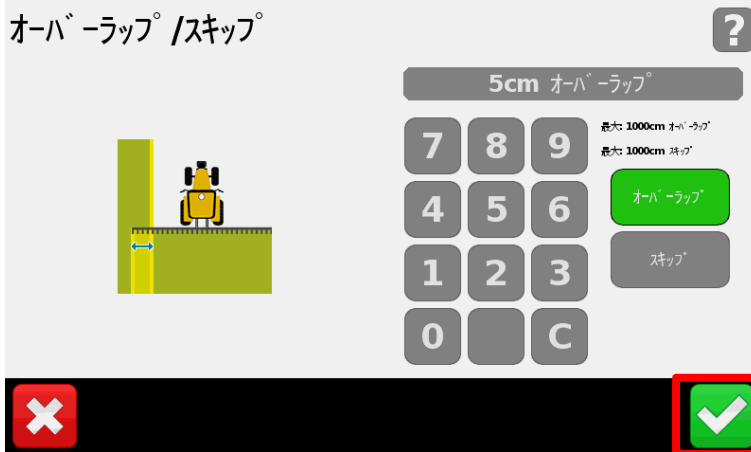 オーバーラップ/スキップ
?
5cm オーバーラップ
7 8 9
最大: 1000cm オーバーラップ
最大: 1000cm スキップ
4 5 6
オーバーラップ
1 2 3
スキップ
0 C